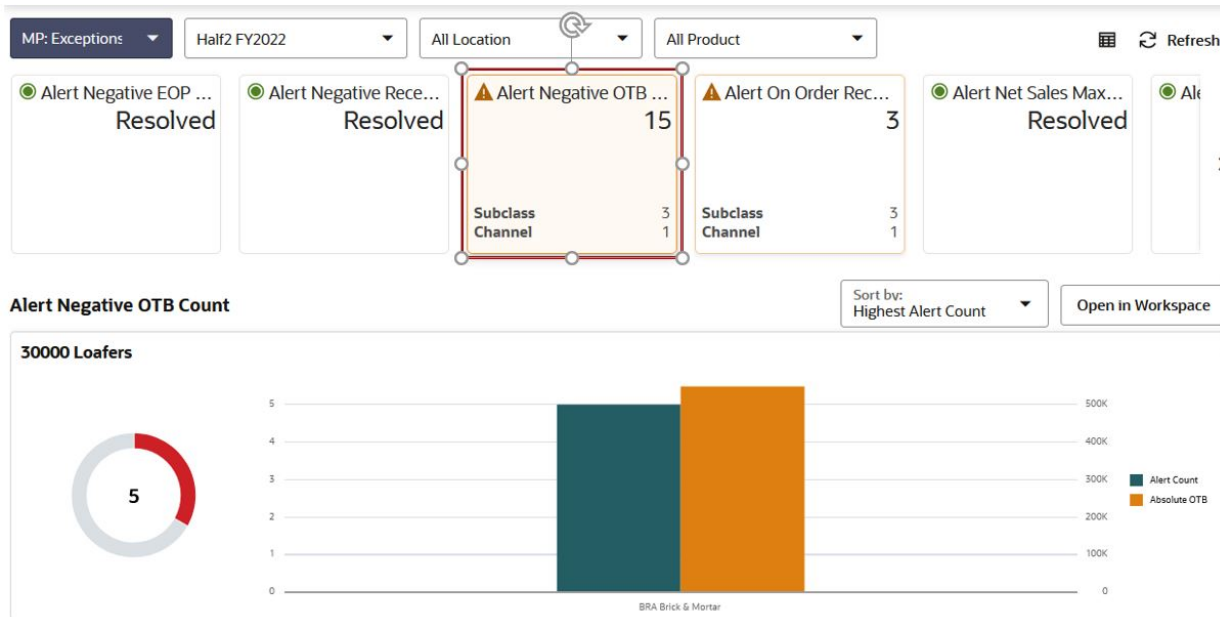 MP: Exceptions
Half2 FY2022
All Location
All Product
Refresh
Alert Negative EOP ...
Resolved
Alert Negative Rece...
Resolved
Alert Negative OTB ...
15
Subclass 3
Channel 1
Alert On Order Rec...
3
Subclass 3
Channel 1
Alert Net Sales Max...
Resolved
Alert Negative OTB Count
Sort by:
Highest Alert Count
Open in Workspace
30000 Loafers
5
5
4
3
2
1
0
500K
400K
300K
200K
100K
0
BRA Brick & Mortar
Alert Count
Absolute OTB